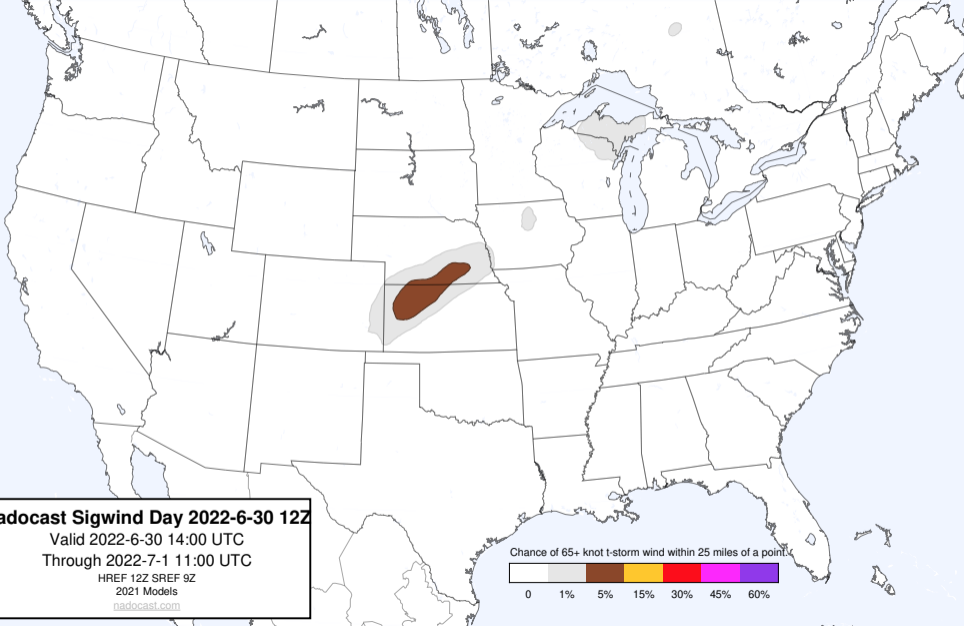 adocast Sigwind Day 2022-6-30 12Z
Valid 2022-6-30 14:00 UTC
Through 2022-7-1 11:00 UTC
HREF 12Z SREF 9Z
2021 Models
nadocast.com
Chance of 65+ knot t-storm wind within 25 miles of a point.
0 1% 5% 15% 30% 45% 60%